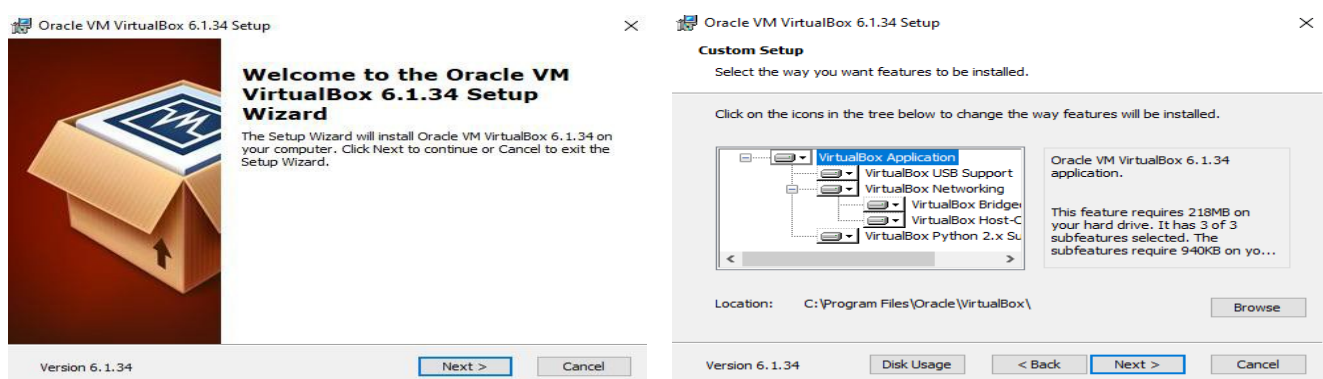 Oracle VM VirtualBox 6.1.34 Setup
Welcome to the Oracle VM
VirtualBox 6.1.34 Setup
Wizard
The Setup Wizard will install Oracle VM VirtualBox 6.1.34 on
your computer. Click Next to continue or Cancel to exit the
Setup Wizard.
Version 6.1.34
Next >
Cancel
Oracle VM VirtualBox 6.1.34 Setup
Custom Setup
Select the way you want features to be installed.
Click on the icons in the tree below to change the way features will be installed.
VirtualBox Application
VirtualBox USB Support
VirtualBox Networking
VirtualBox Bridge
VirtualBox Host-C
VirtualBox Python 2.x Su
Oracle VM VirtualBox 6.1.34
application.
This feature requires 218MB on
your hard drive. It has 3 of 3
subfeatures selected. The
subfeatures require 940KB on yo...
Location: C:\Program Files\Oracle\VirtualBox\
Browse
Version 6.1.34
Disk Usage
< Back
Next >
Cancel